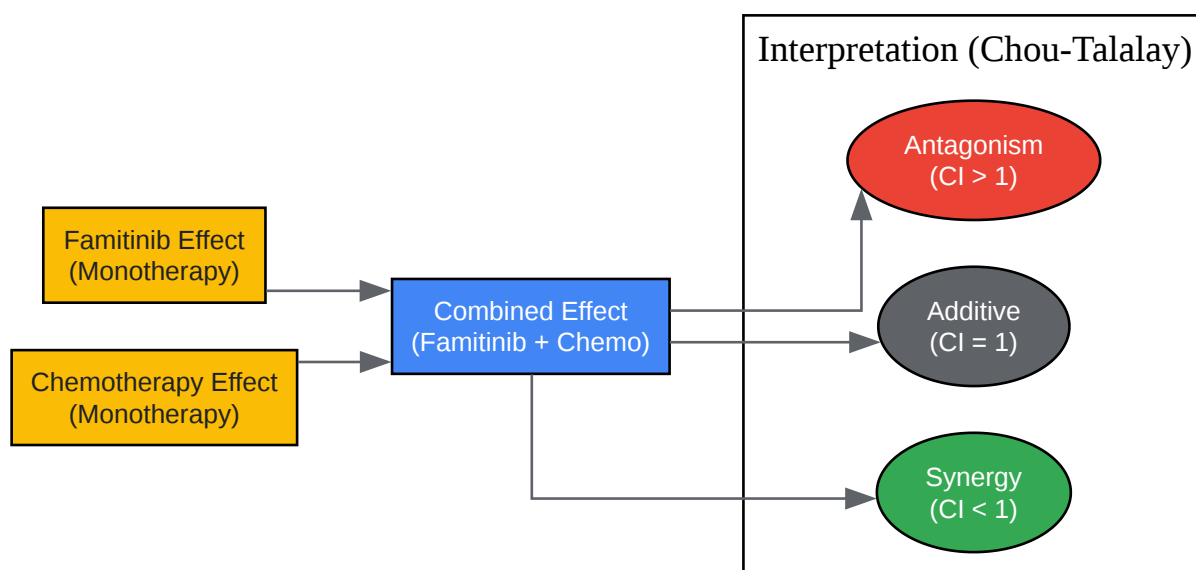 Interpretation (Chou-Talalay)
Famitinib Effect
(Monotherapy)
Chemotherapy Effect
(Monotherapy)
Combined Effect
(Famitinib + Chemo)
Antagonism
(CI > 1)
Additive
(CI = 1)
Synergy
(CI < 1)